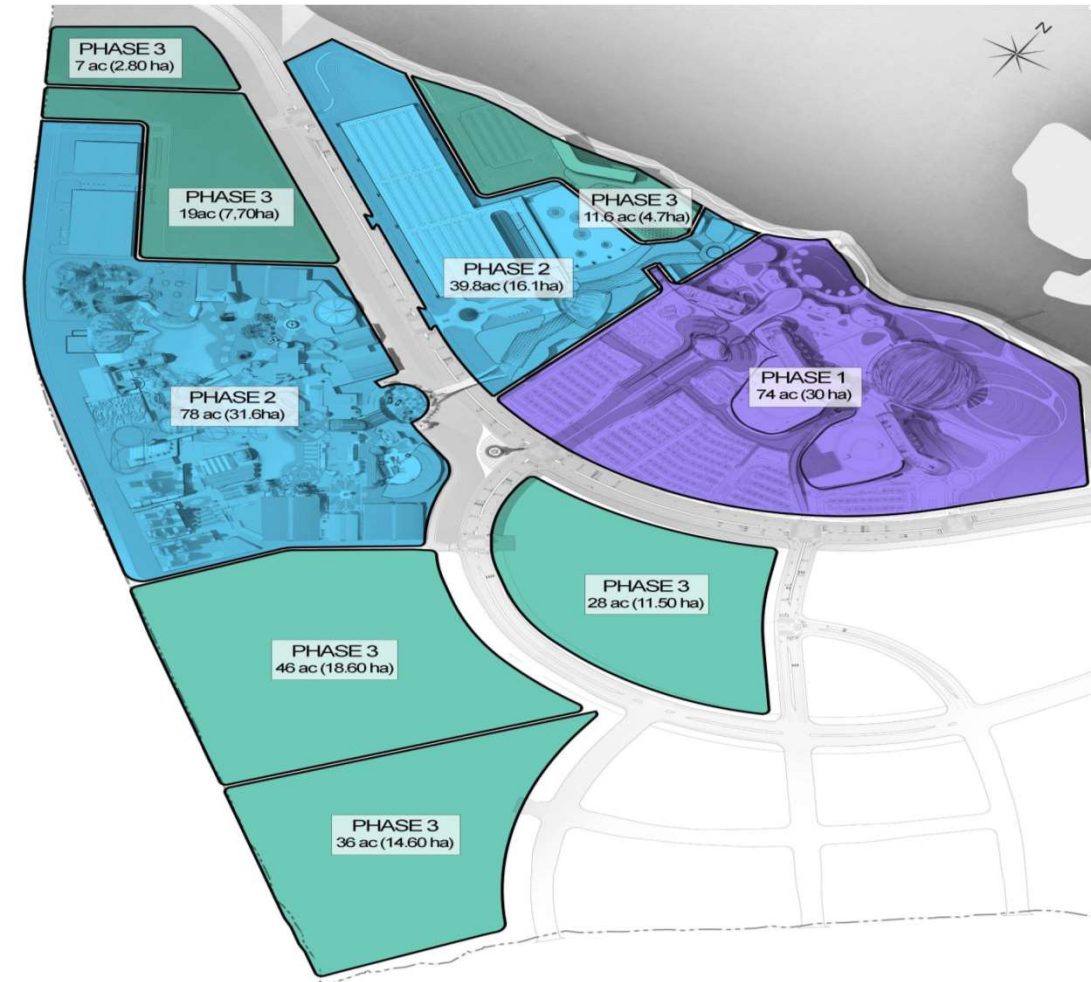 PHASE 3
7 ac (2.80 ha)
N
PHASE 3
19ac (7,70ha)
PHASE 3
11.6 ac (4.7ha)
PHASE 2
39.8ac (16.1ha)
PHASE 1
74 ac (30 ha)
PHASE 2
78 ac (31.6ha)
PHASE 3
28 ac (11.50 ha)
PHASE 3
46 ac (18.60 ha)
PHASE 3
36 ac (14.60 ha)